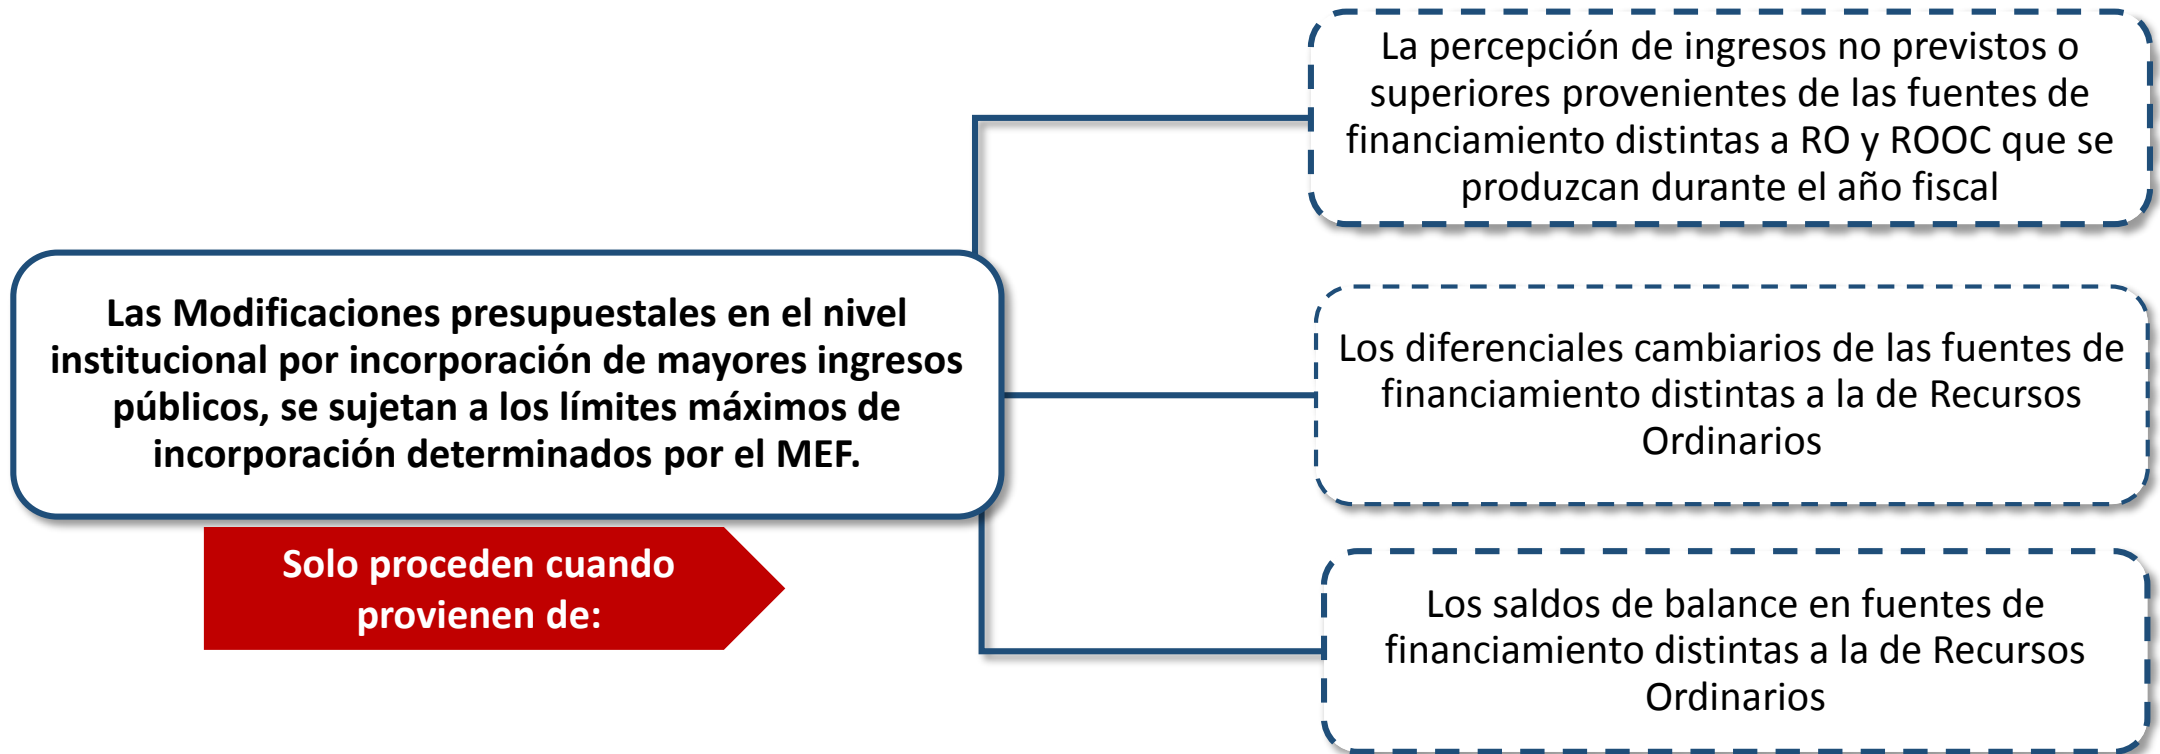 Las Modificaciones presupuestales en el nivel
institucional por incorporación de mayores ingresos
públicos, se sujetan a los límites máximos de
incorporación determinados por el MEF.
Solo proceden cuando
provienen de:
La percepción de ingresos no previstos o
superiores provenientes de las fuentes de
financiamiento distintas a RO y ROOC que se
produzcan durante el año fiscal
Los diferenciales cambiarios de las fuentes de
financiamiento distintas a la de Recursos
Ordinarios
Los saldos de balance en fuentes de
financiamiento distintas a la de Recursos
Ordinarios